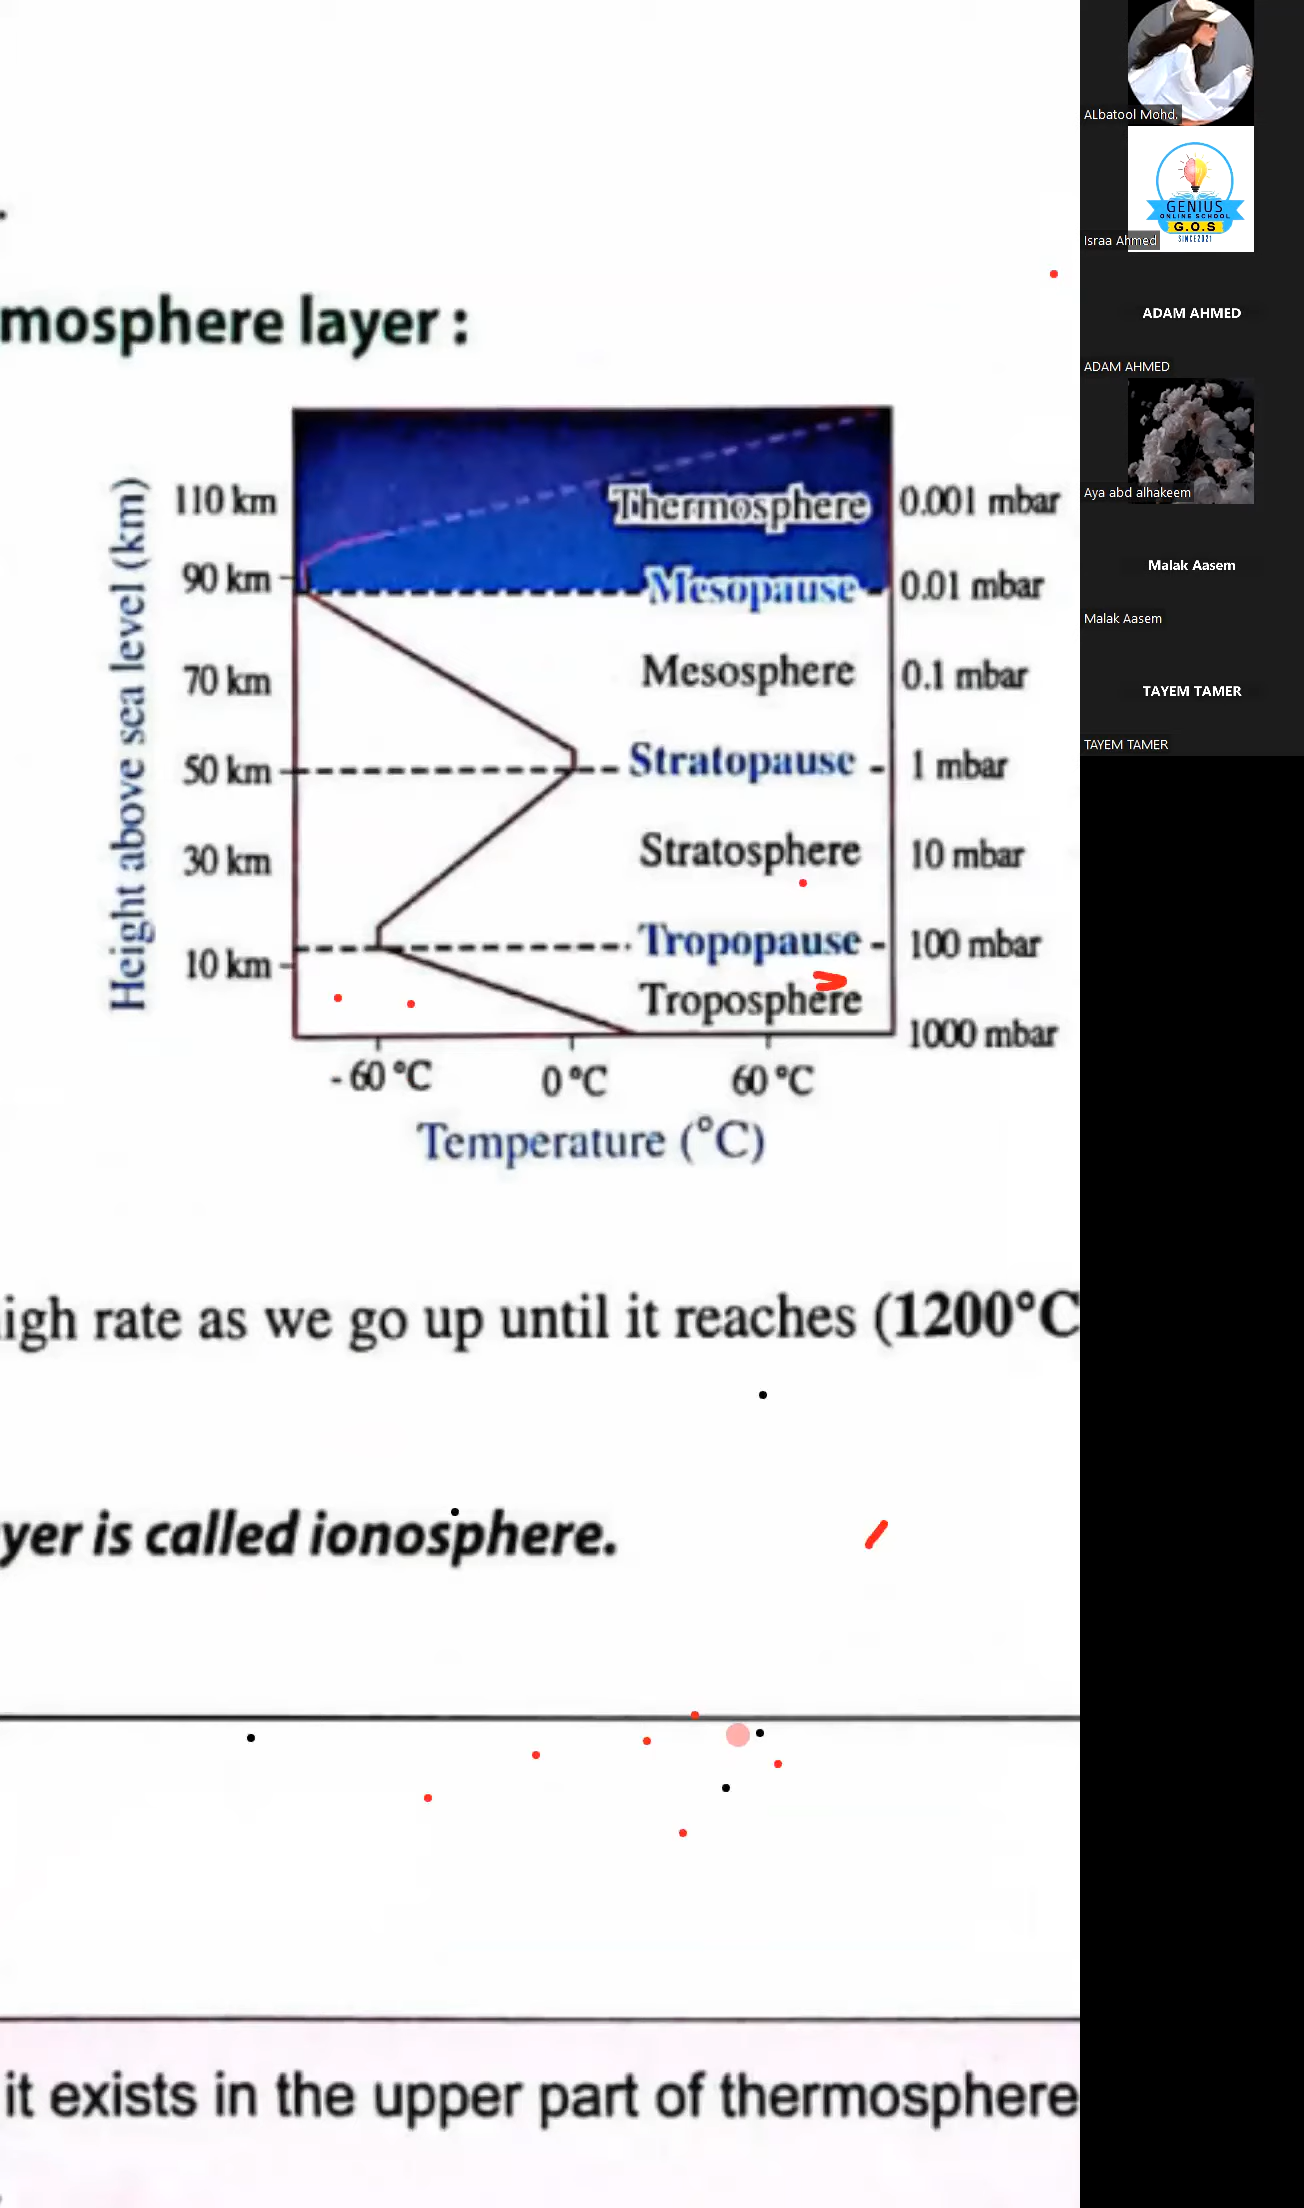 mosphere layer :
Height above sea level (km)
110 km
90 km
70 km
50 km
30 km
10 km
Thermosphere
Mesopause
Mesosphere
Stratopause
Stratosphere
Tropopause
Troposphere
0.001 mbar
0.01 mbar
0.1 mbar
1 mbar
10 mbar
100 mbar
1000 mbar
- 60 °C
0 °C
60 °C
Temperature (°C)
igh rate as we go up until it reaches (1200°C
yer is called ionosphere.
it exists in the upper part of thermosphere
ALbatool Mohd.
GENIUS
ONLINE SCHOOL
G.O.S
SINCE2021
Israa Ahmed
ADAM AHMED
ADAM AHMED
Aya abd alhakeem
Malak Aasem
Malak Aasem
TAYEM TAMER
TAYEM TAMER